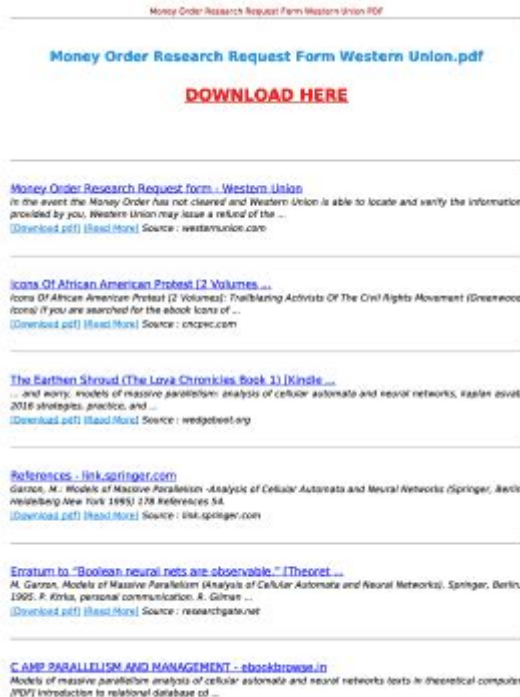 Money Order Research Request Form Western Union PDF
Money Order Research Request Form Western Union.pdf
DOWNLOAD HERE
Money Order Research Request form - Western Union
In the event the Money Order has not cleared and Western Union is able to locate and verify the information
provided by you, Western Union may issue a refund of the ...
[Download pdf] [Read More] Source : westernunion.com
Icons Of African American Protest [2 Volumes ...
Icons Of African American Protest [2 Volumes]: Trailblazing Activists Of The Civil Rights Movement (Greenwood
Icons) If you are searched for the ebook Icons of ...
[Download pdf] [Read More] Source : cncpvc.com
The Earthen Shroud (The Lova Chronicles Book 1) [Kindle ...
... and worry, models of massive parallelism: analysis of cellular automata and neural networks, kaplan asvab
2016 strategies, practice, and ...
[Download pdf] [Read More] Source : wedgeboot.org
References - link.springer.com
Garzon, M.: Models of Massive Parallelism -Analysis of Cellular Automata and Neural Networks (Springer, Berlin
Heidelberg New York 1995) 178 References 54.
[Download pdf] [Read More] Source : link.springer.com
Erratum to "Boolean neural nets are observable," [Theoret ...
M. Garzon, Models of Massive Parallelism (Analysis of Cellular Automata and Neural Networks). Springer, Berlin,
1995. P. Kirka, personal communication. R. Gilman ...
[Download pdf] [Read More] Source : researchgate.net
C AMP PARALLELISM AND MANAGEMENT - ebookbrowse.in
Models of massive parallelism analysis of cellular automata and neural networks texts in theoretical computer
[PDF] Introduction to relational database cd ...